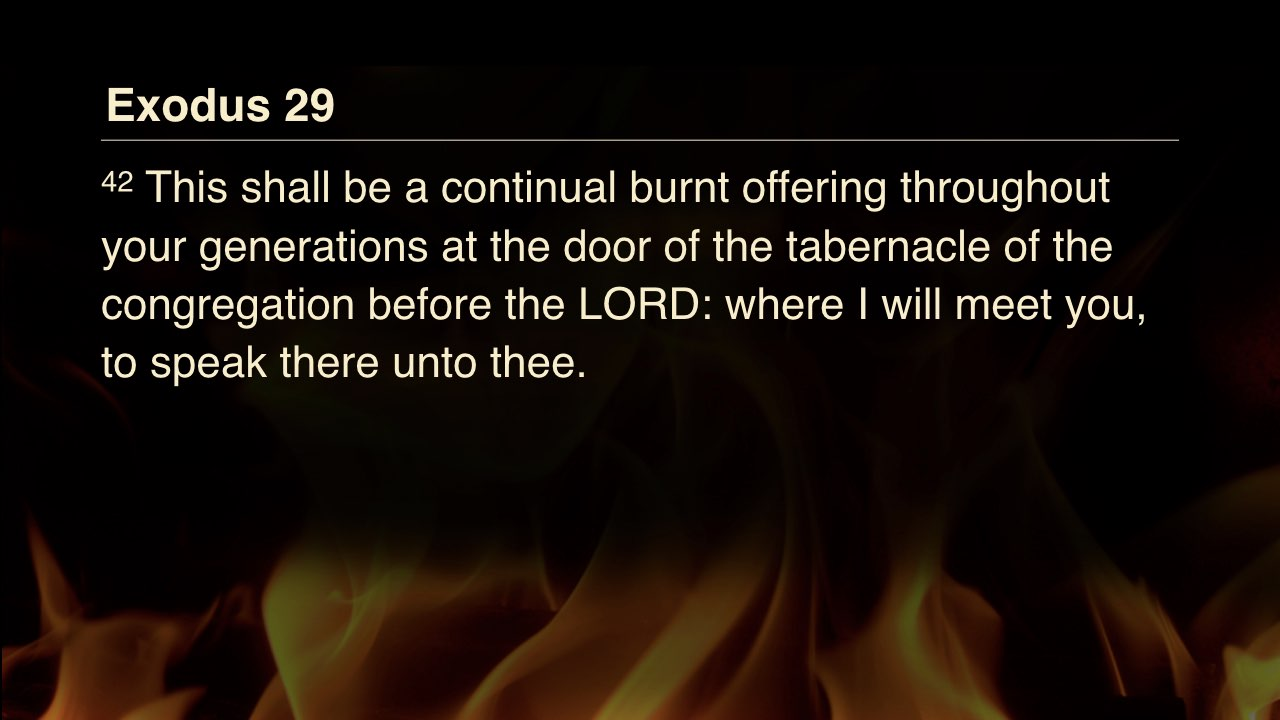 Exodus 29
42 This shall be a continual burnt offering throughout
your generations at the door of the tabernacle of the
congregation before the LORD: where I will meet you,
to speak there unto thee.